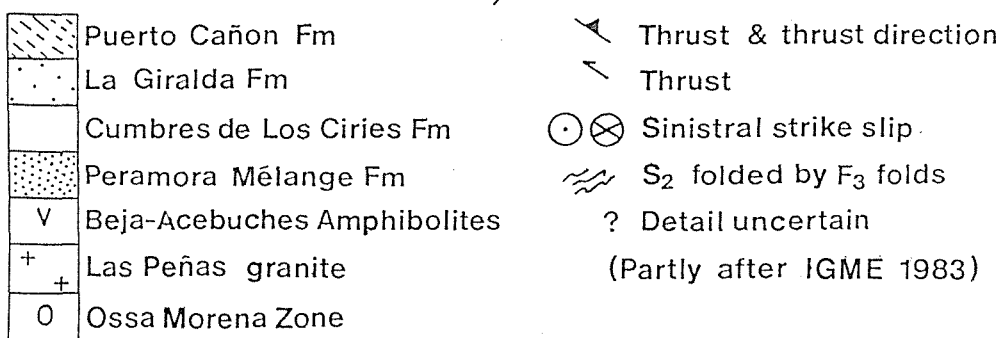 Puerto Cañon Fm
La Giralda Fm
Cumbres de Los Ciries Fm
Peramora Mélange Fm
V Beja-Acebuches Amphibolites
Las Peñas granite
O Ossa Morena Zone
Thrust & thrust direction
Thrust
Sinistral strike slip
S₂ folded by F₃ folds
? Detail uncertain
(Partly after IGME 1983)